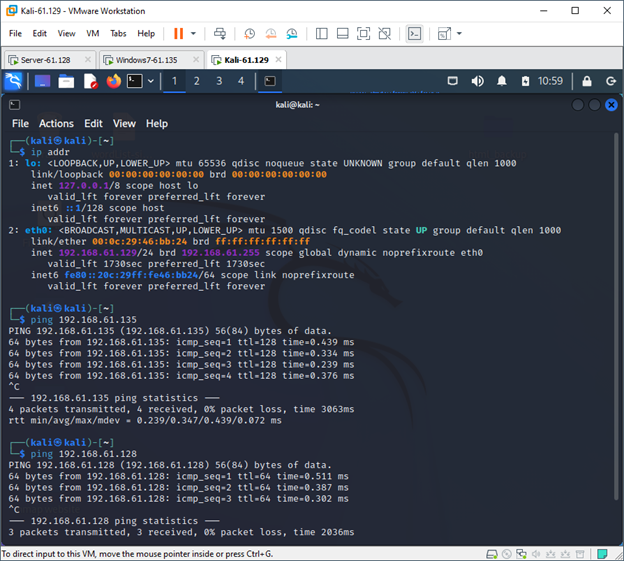 Kali-61.129 - VMware Workstation
File Edit View VM Tabs Help
Server-61.128 Windows7-61.135 Kali-61.129
1 2 3 4 10:59
kali@kali: ~
File Actions Edit View Help
┌──(kali㉿kali)-[~]
└─$ ip addr
1: lo: <LOOPBACK,UP,LOWER_UP> mtu 65536 qdisc noqueue state UNKNOWN group default qlen 1000
link/loopback 00:00:00:00:00:00 brd 00:00:00:00:00:00
inet 127.0.0.1/8 scope host lo
valid_lft forever preferred_lft forever
inet6 ::1/128 scope host
valid_lft forever preferred_lft forever
2: eth0: <BROADCAST,MULTICAST,UP,LOWER_UP> mtu 1500 qdisc fq_codel state UP group default qlen 1000
link/ether 00:0c:29:46:bb:24 brd ff:ff:ff:ff:ff:ff
inet 192.168.61.129/24 brd 192.168.61.255 scope global dynamic noprefixroute eth0
valid_lft 1730sec preferred_lft 1730sec
inet6 fe80::20c:29ff:fe46:bb24/64 scope link noprefixroute
valid_lft forever preferred_lft forever
┌──(kali㉿kali)-[~]
└─$ ping 192.168.61.135
PING 192.168.61.135 (192.168.61.135) 56(84) bytes of data.
64 bytes from 192.168.61.135: icmp_seq=1 ttl=128 time=0.439 ms
64 bytes from 192.168.61.135: icmp_seq=2 ttl=128 time=0.334 ms
64 bytes from 192.168.61.135: icmp_seq=3 ttl=128 time=0.239 ms
64 bytes from 192.168.61.135: icmp_seq=4 ttl=128 time=0.376 ms
^C
--- 192.168.61.135 ping statistics ---
4 packets transmitted, 4 received, 0% packet loss, time 3063ms
rtt min/avg/max/mdev = 0.239/0.347/0.439/0.072 ms
┌──(kali㉿kali)-[~]
└─$ ping 192.168.61.128
PING 192.168.61.128 (192.168.61.128) 56(84) bytes of data.
64 bytes from 192.168.61.128: icmp_seq=1 ttl=64 time=0.511 ms
64 bytes from 192.168.61.128: icmp_seq=2 ttl=64 time=0.387 ms
64 bytes from 192.168.61.128: icmp_seq=3 ttl=64 time=0.302 ms
^C
--- 192.168.61.128 ping statistics ---
3 packets transmitted, 3 received, 0% packet loss, time 2036ms
To direct input to this VM, move the mouse pointer inside or press Ctrl+G.